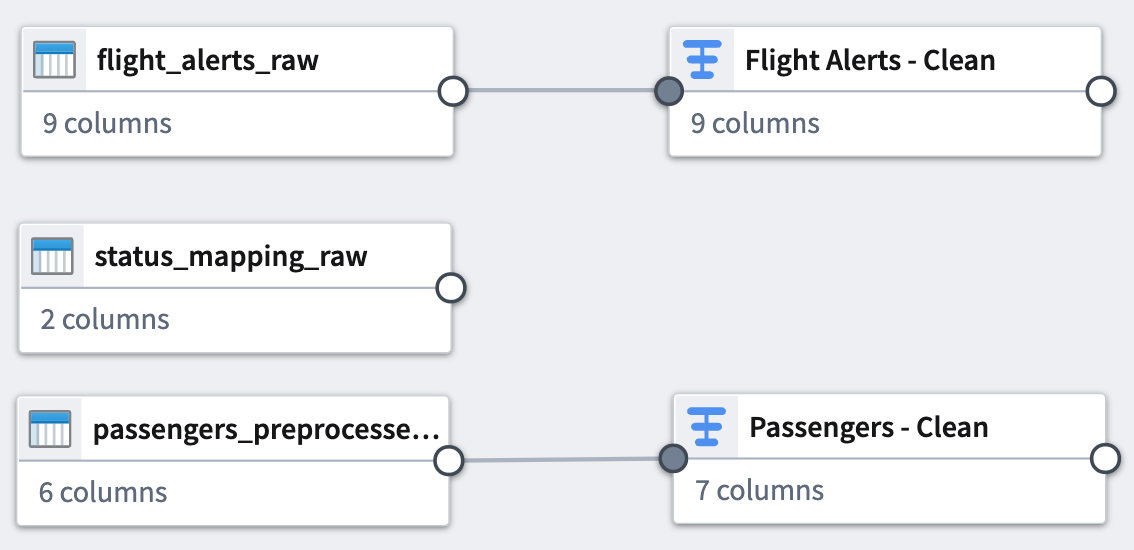 flight_alerts_raw
9 columns
Flight Alerts - Clean
9 columns
status_mapping_raw
2 columns
passengers_preprocesse...
6 columns
Passengers - Clean
7 columns